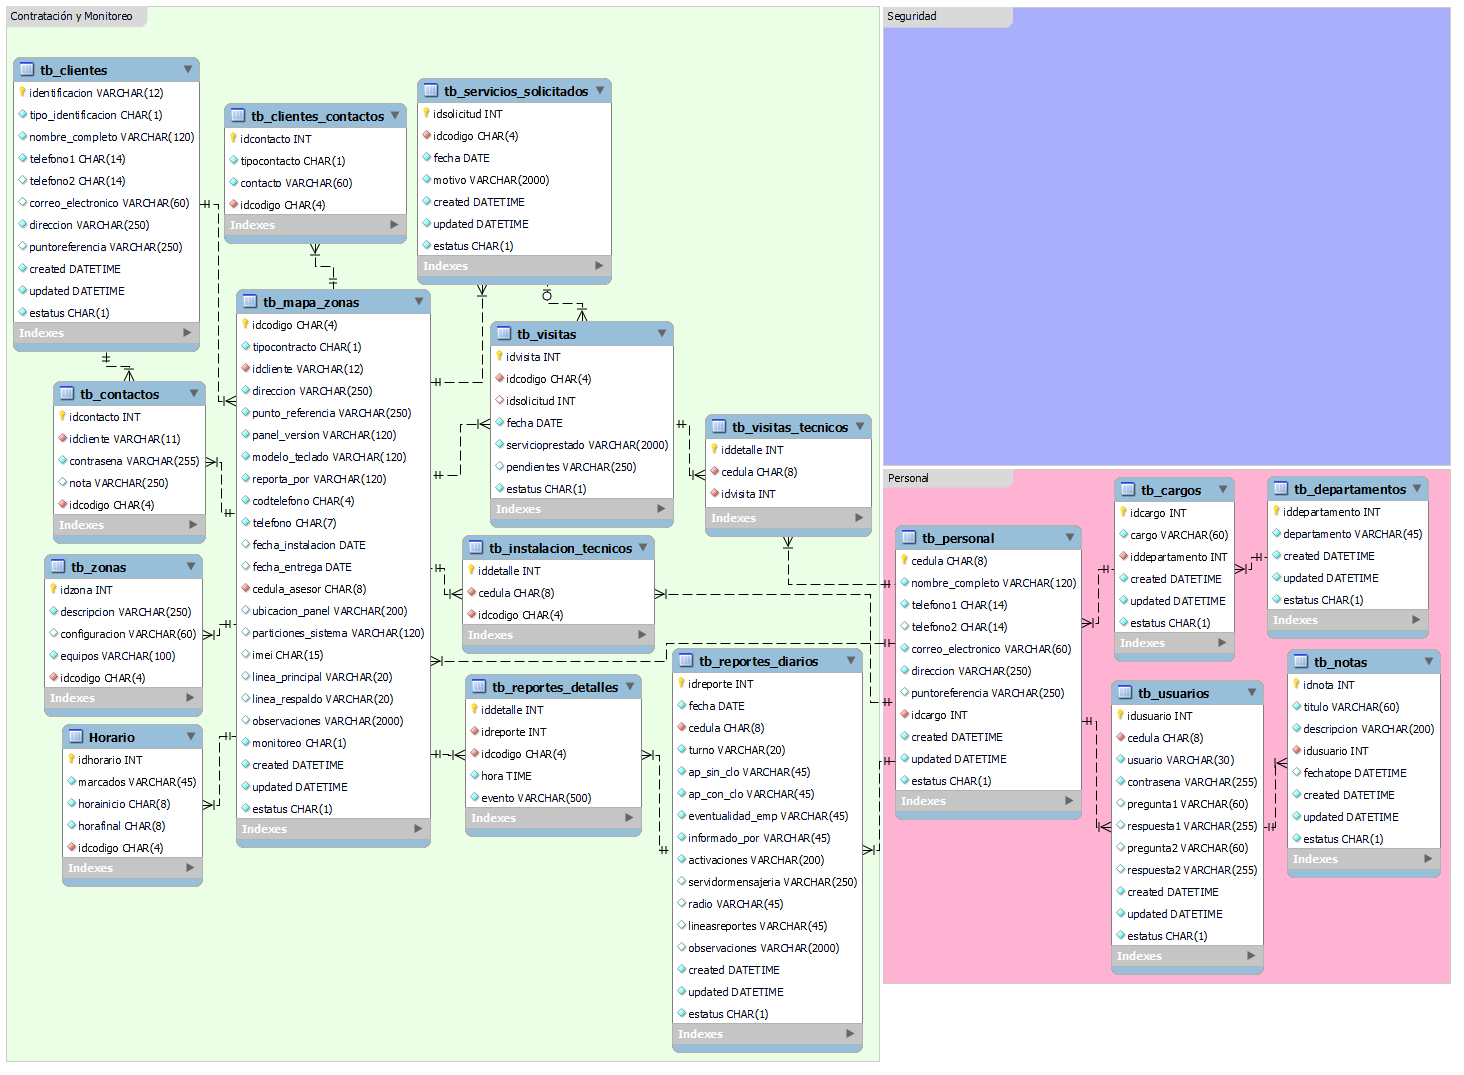 Contratación y Monitoreo
tb_clientes
identificacion VARCHAR(12)
tipo_identificacion CHAR(1)
nombre_completo VARCHAR(120)
telefono1 CHAR(14)
telefono2 CHAR(14)
correo_electronico VARCHAR(60)
direccion VARCHAR(250)
puntoreferencia VARCHAR(250)
created DATETIME
updated DATETIME
estatus CHAR(1)
Indexes
tb_clientes_contactos
idcontacto INT
tipocontacto CHAR(1)
contacto VARCHAR(60)
idcodigo CHAR(4)
Indexes
tb_servicios_solicitados
idsolicitud INT
idcodigo CHAR(4)
fecha DATE
motivo VARCHAR(2000)
created DATETIME
updated DATETIME
estatus CHAR(1)
Indexes
tb_contactos
idcontacto INT
idcliente VARCHAR(11)
contrasena VARCHAR(255)
nota VARCHAR(250)
idcodigo CHAR(4)
Indexes
tb_zonas
idzona INT
descripcion VARCHAR(250)
configuracion VARCHAR(60)
equipos VARCHAR(100)
idcodigo CHAR(4)
Indexes
Horario
idhorario INT
marcados VARCHAR(45)
horainicio CHAR(8)
horafinal CHAR(8)
idcodigo CHAR(4)
Indexes
tb_mapa_zonas
idcodigo CHAR(4)
tipocontracto CHAR(1)
idcliente VARCHAR(12)
direccion VARCHAR(250)
punto_referencia VARCHAR(250)
panel_version VARCHAR(120)
modelo_teclado VARCHAR(120)
reporta_por VARCHAR(120)
codtelefono CHAR(4)
telefono CHAR(7)
fecha_instalacion DATE
fecha_entrega DATE
cedula_asesor CHAR(8)
ubicacion_panel VARCHAR(200)
particiones_sistema VARCHAR(120)
imei CHAR(15)
linea_principal VARCHAR(20)
linea_respaldo VARCHAR(20)
observaciones VARCHAR(2000)
monitoreo CHAR(1)
created DATETIME
updated DATETIME
estatus CHAR(1)
Indexes
tb_visitas
idvisita INT
idcodigo CHAR(4)
idsolicitud INT
fecha DATE
servicioprestado VARCHAR(2000)
pendientes VARCHAR(250)
estatus CHAR(1)
Indexes
tb_visitas_tecnicos
iddetalle INT
cedula CHAR(8)
idvisita INT
Indexes
tb_instalacion_tecnicos
iddetalle INT
cedula CHAR(8)
idcodigo CHAR(4)
Indexes
tb_reportes_detalles
iddetalle INT
idreporte INT
idcodigo CHAR(4)
hora TIME
evento VARCHAR(500)
Indexes
tb_reportes_diarios
idreporte INT
fecha DATE
cedula CHAR(8)
turno VARCHAR(20)
ap_sin_clo VARCHAR(45)
ap_con_clo VARCHAR(45)
eventualidad_emp VARCHAR(45)
informado_por VARCHAR(45)
activaciones VARCHAR(200)
servidormensajeria VARCHAR(250)
radio VARCHAR(45)
lineasreportes VARCHAR(45)
observaciones VARCHAR(2000)
created DATETIME
updated DATETIME
estatus CHAR(1)
Indexes
Seguridad
Personal
tb_personal
cedula CHAR(8)
nombre_completo VARCHAR(120)
telefono1 CHAR(14)
telefono2 CHAR(14)
correo_electronico VARCHAR(60)
direccion VARCHAR(250)
puntoreferencia VARCHAR(250)
idcargo INT
created DATETIME
updated DATETIME
estatus CHAR(1)
Indexes
tb_cargos
idcargo INT
cargo VARCHAR(60)
iddepartamento INT
created DATETIME
updated DATETIME
estatus CHAR(1)
Indexes
tb_departamentos
iddepartamento INT
departamento VARCHAR(45)
created DATETIME
updated DATETIME
estatus CHAR(1)
Indexes
tb_usuarios
idusuario INT
cedula CHAR(8)
usuario VARCHAR(30)
contrasena VARCHAR(255)
pregunta1 VARCHAR(60)
respuesta1 VARCHAR(255)
pregunta2 VARCHAR(60)
respuesta2 VARCHAR(255)
created DATETIME
updated DATETIME
estatus CHAR(1)
Indexes
tb_notas
idnota INT
titulo VARCHAR(60)
descripcion VARCHAR(200)
idusuario INT
fechatope DATETIME
created DATETIME
updated DATETIME
estatus CHAR(1)
Indexes